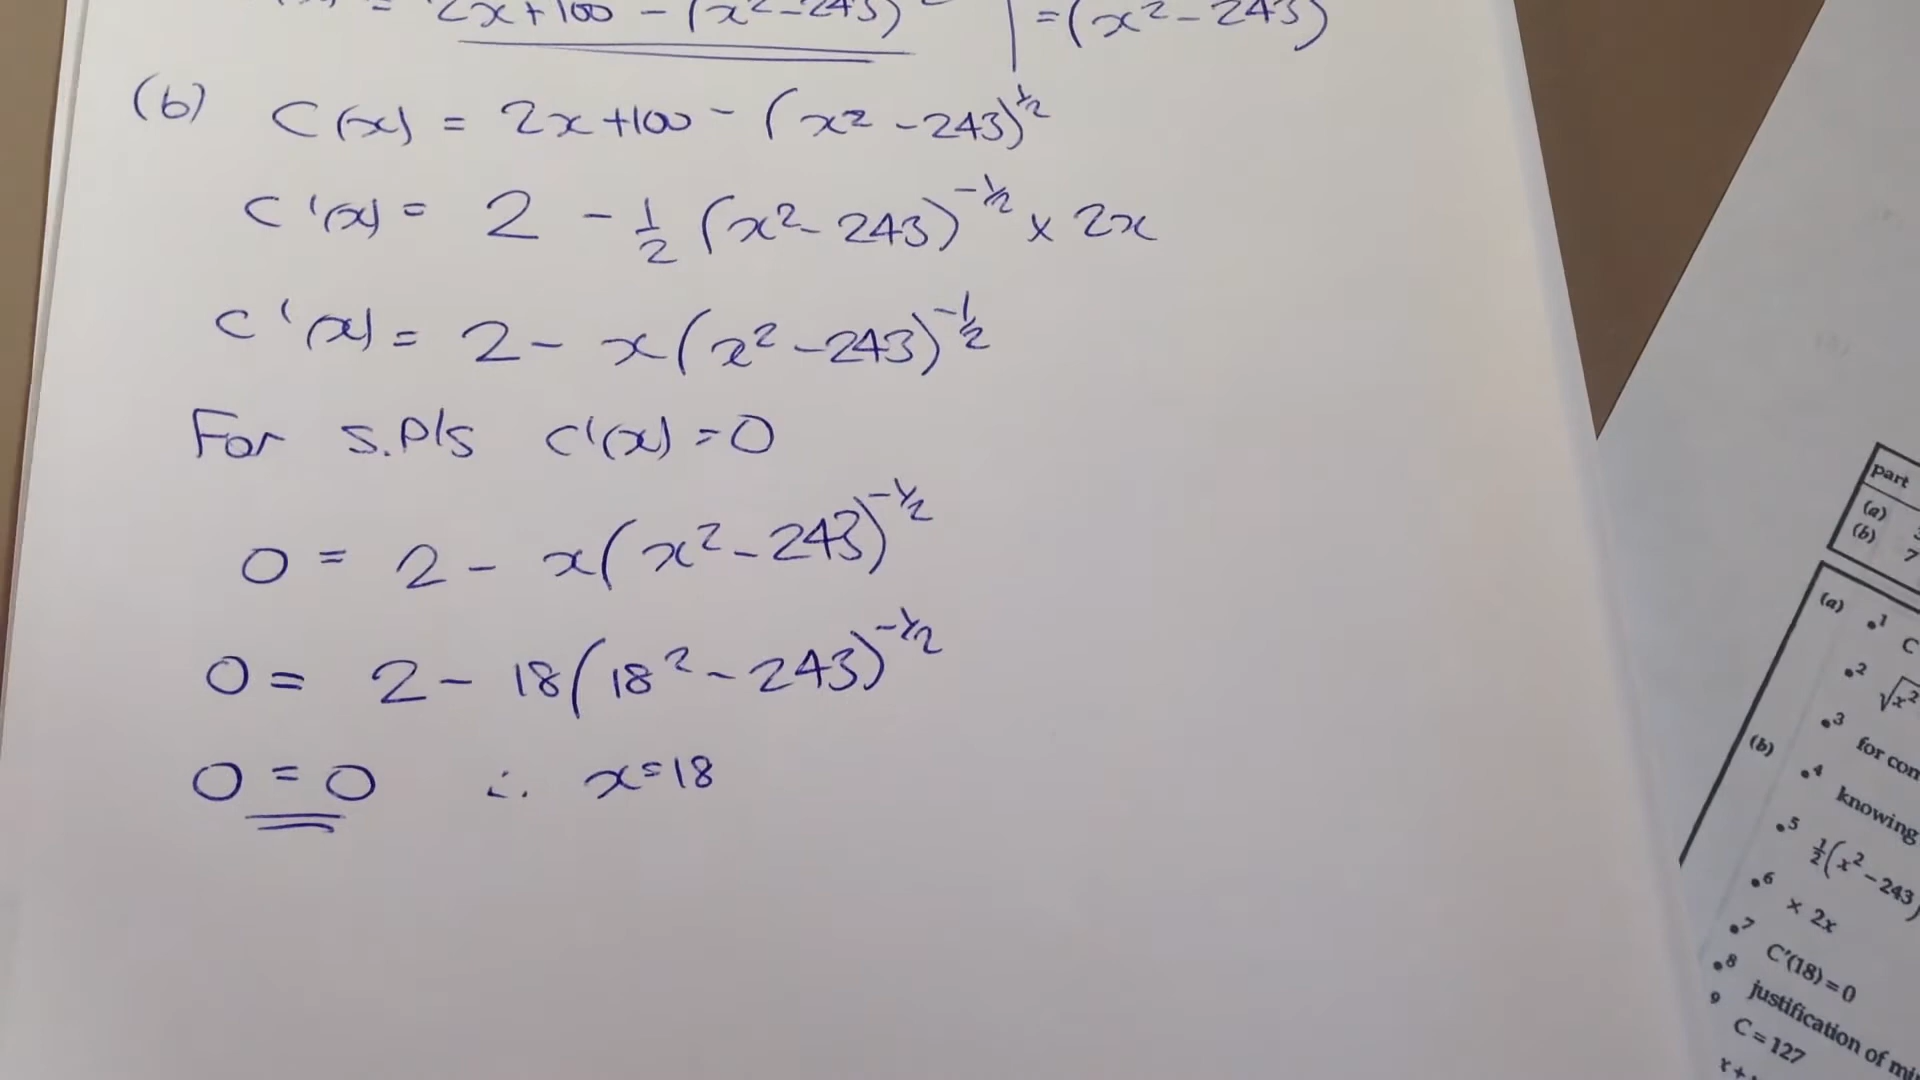 2x+100 - (x²-243)
=(x²-243)
(b) C(x) = 2x+100 - (x²-243)^½
C'(x) = 2 - ½ (x²-243)^-½ x 2x
C'(x) = 2 - x(x²-243)^-½
For s.p's C'(x) = 0
0 = 2 - x(x²-243)^-½
0 = 2 - 18(18²-243)^-½
0 = 0 ∴ x=18
part
(a)
(b) 7
(a) •¹ C
•² √x²
•³ for con
(b) •⁴ knowing
•⁵ ½(x²-243)
•⁶ × 2x
•⁷ C'(18) = 0
•⁸ justification of mi
9 C = 127